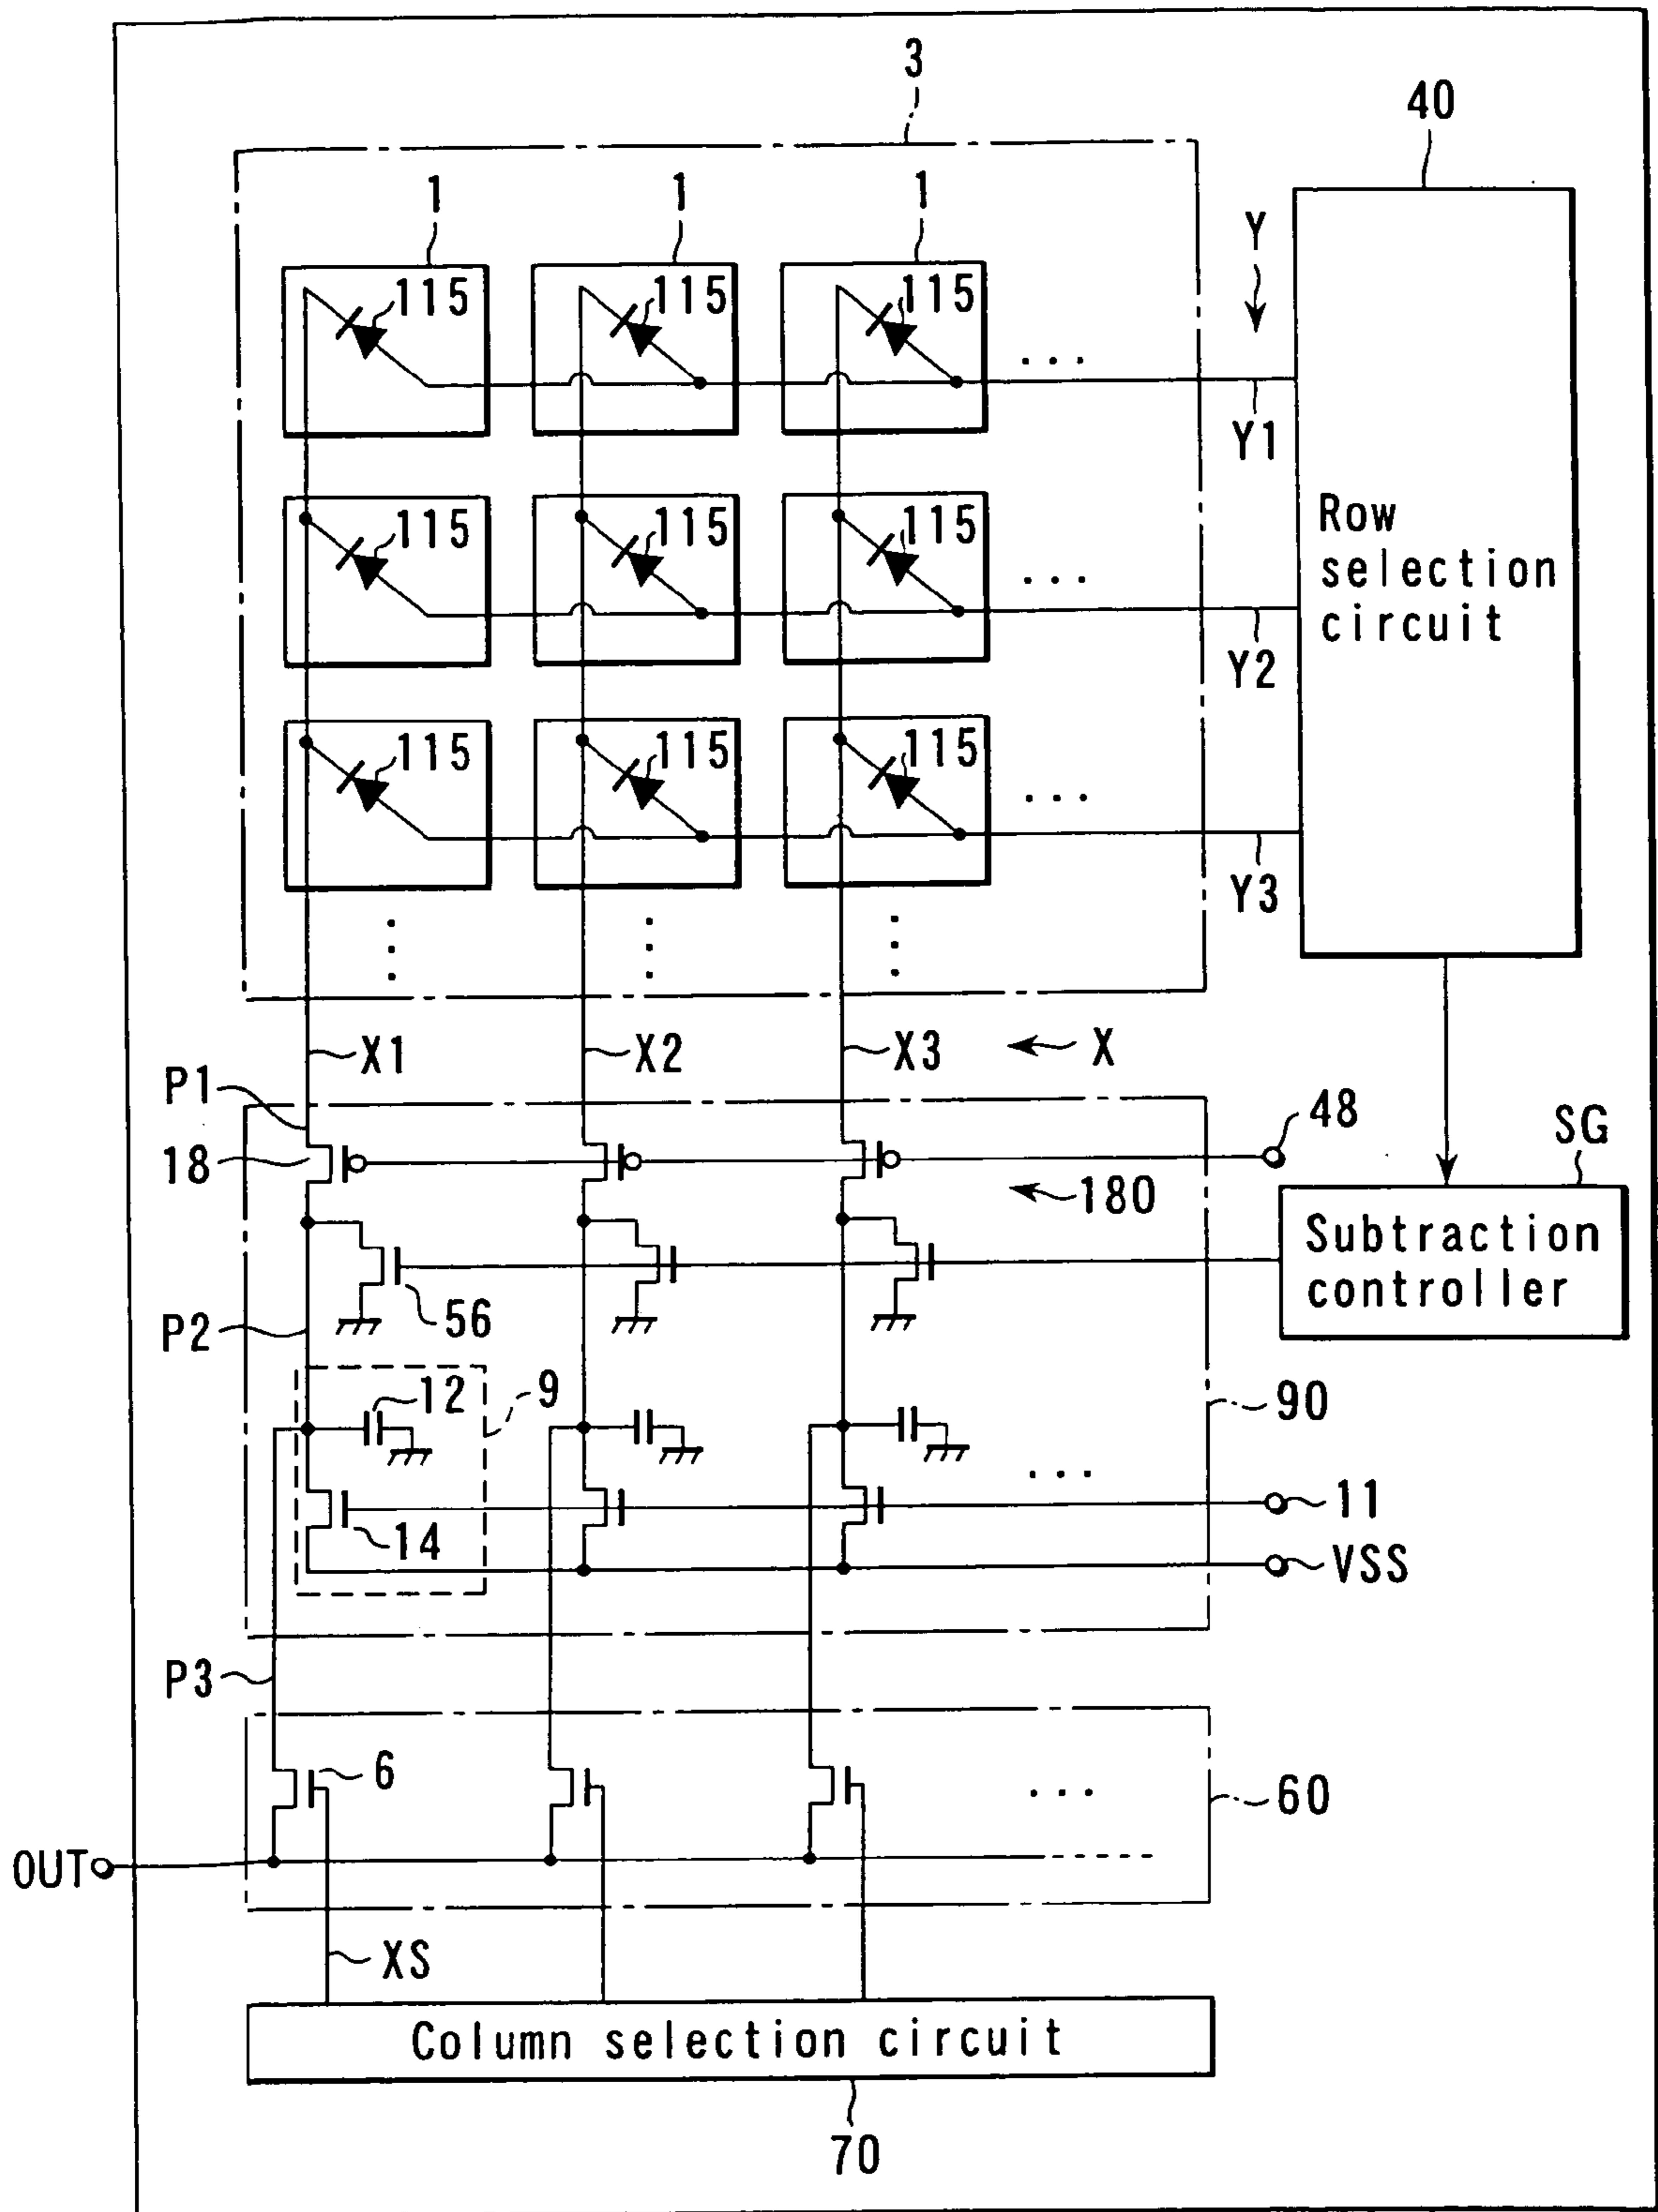 3
40
1 1 1
Y
115 115 115
...
Y1
115 115 115
Row
selection
circuit
...
Y2
115 115 115
...
Y3
X1 X2 X3 X
P1
48
SG
18
180
Subtraction
controller
56
P2
12 9
90
...
11
14
VSS
P3
6
...
60
OUT
XS
Column selection circuit
70